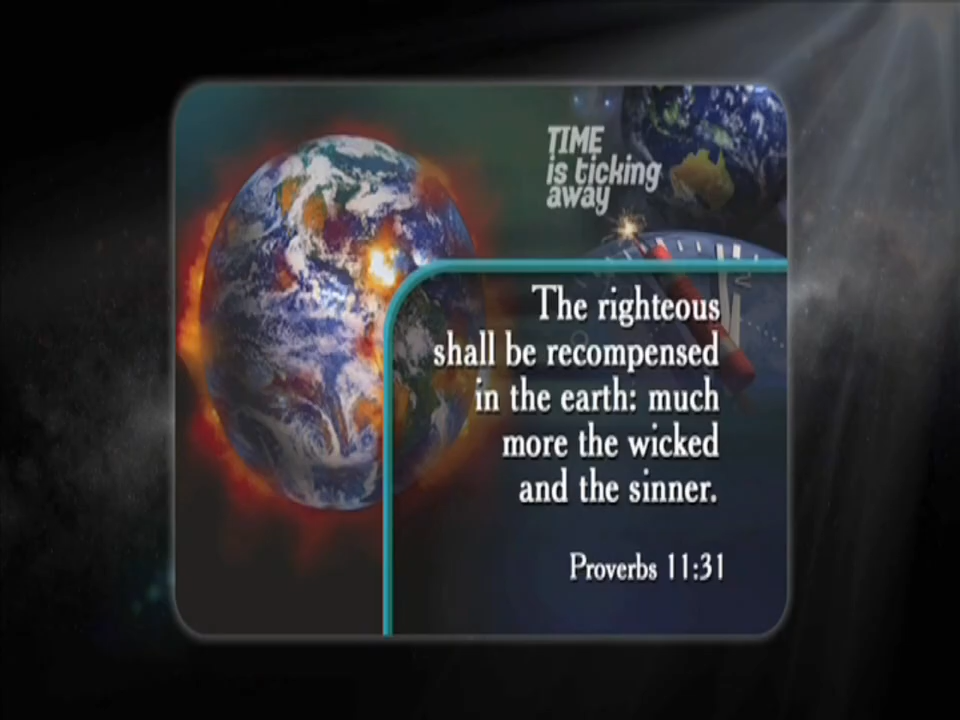 TIME
is ticking
away
The righteous
shall be recompensed
in the earth: much
more the wicked
and the sinner.
Proverbs 11:31